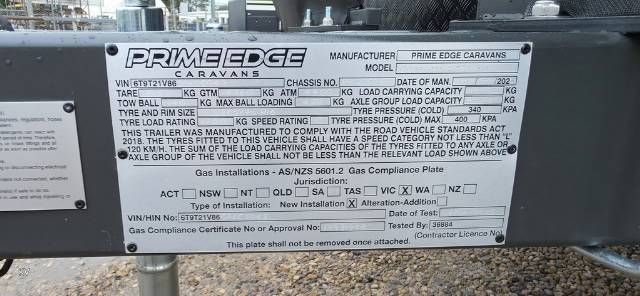 PRIME EDGE
CARAVANS
MANUFACTURER PRIME EDGE CARAVANS
MODEL
VIN 6T9T21V86 CHASSIS NO. DATE OF MAN. 202
TARE KG GTM KG ATM KG LOAD CARRYING CAPACITY KG
TOW BALL KG MAX BALL LOADING KG AXLE GROUP LOAD CAPACITY KG
TYRE AND RIM SIZE TYRE PRESSURE (COLD) 340 KPA
TYRE LOAD RATING KG SPEED RATING TYRE PRESSURE (COLD) MAX 400 KPA
THIS TRAILER WAS MANUFACTURED TO COMPLY WITH THE ROAD VEHICLE STANDARDS ACT
2018. THE TYRES FITTED TO THIS VEHICLE SHALL HAVE A SPEED CATEGORY NOT LESS THAN "L"
120 KM/H. THE SUM OF THE LOAD CARRYING CAPACITIES OF THE TYRES FITTED TO ANY AXLE OR
AXLE GROUP OF THE VEHICLE SHALL NOT BE LESS THAN THE RELEVANT LOAD SHOWN ABOVE
Gas Installations - AS/NZS 5601.2 Gas Compliance Plate
Jurisdiction:
ACT NSW NT QLD SA TAS VIC X WA NZ
Type of Installation: New Installation X Alteration-Addition
VIN/HIN No: 6T9T21V86 Date of Test:
Gas Compliance Certificate No or Approval No: Tested By: 36884
(Contractor Licence No)
This plate shall not be removed once attached.